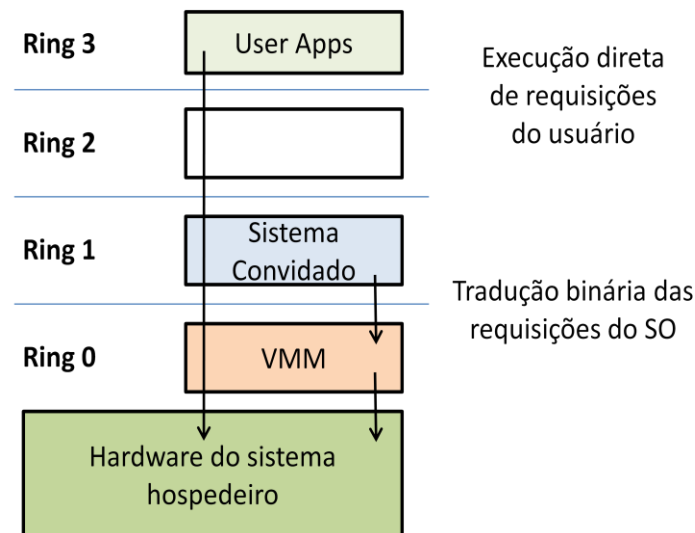 Ring 3
User Apps
Execução direta
de requisições
do usuário
Ring 2
Ring 1
Sistema
Convidado
Tradução binária das
requisições do SO
Ring 0
VMM
Hardware do sistema
hospedeiro